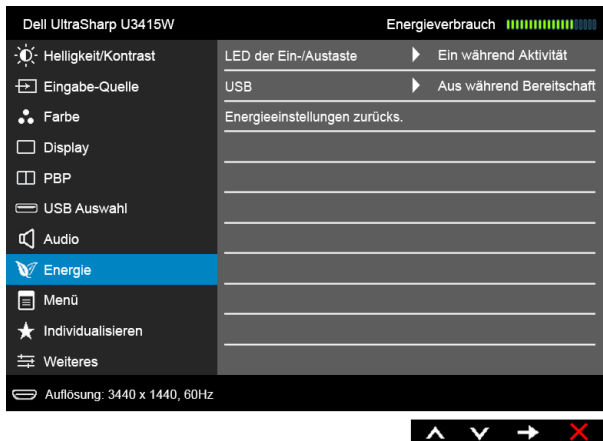 Dell UltraSharp U3415W Energieverbrauch
Helligkeit/Kontrast LED der Ein-/Austaste Ein während Aktivität
Eingabe-Quelle USB Aus während Bereitschaft
Farbe Energieeinstellungen zurücks.
Display
PBP
USB Auswahl
Audio
Energie
Menü
Individualisieren
Weiteres
Auflösung: 3440 x 1440, 60Hz